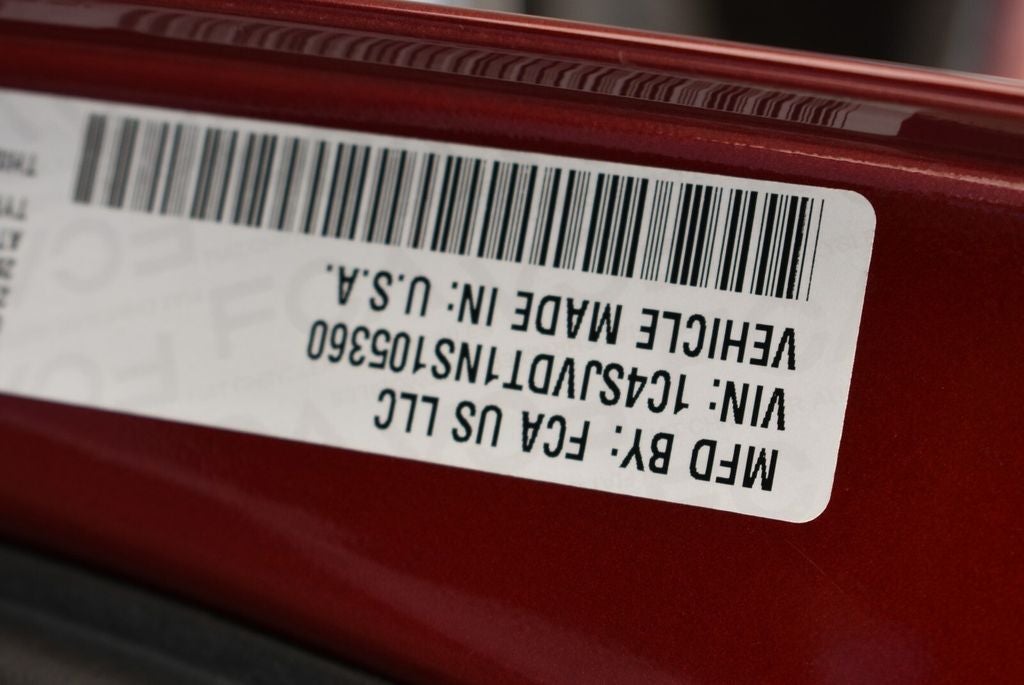 MFD BY: FCA US LLC
VIN: 1C4SJVDT1NS105360
VEHICLE MADE IN: U.S.A.